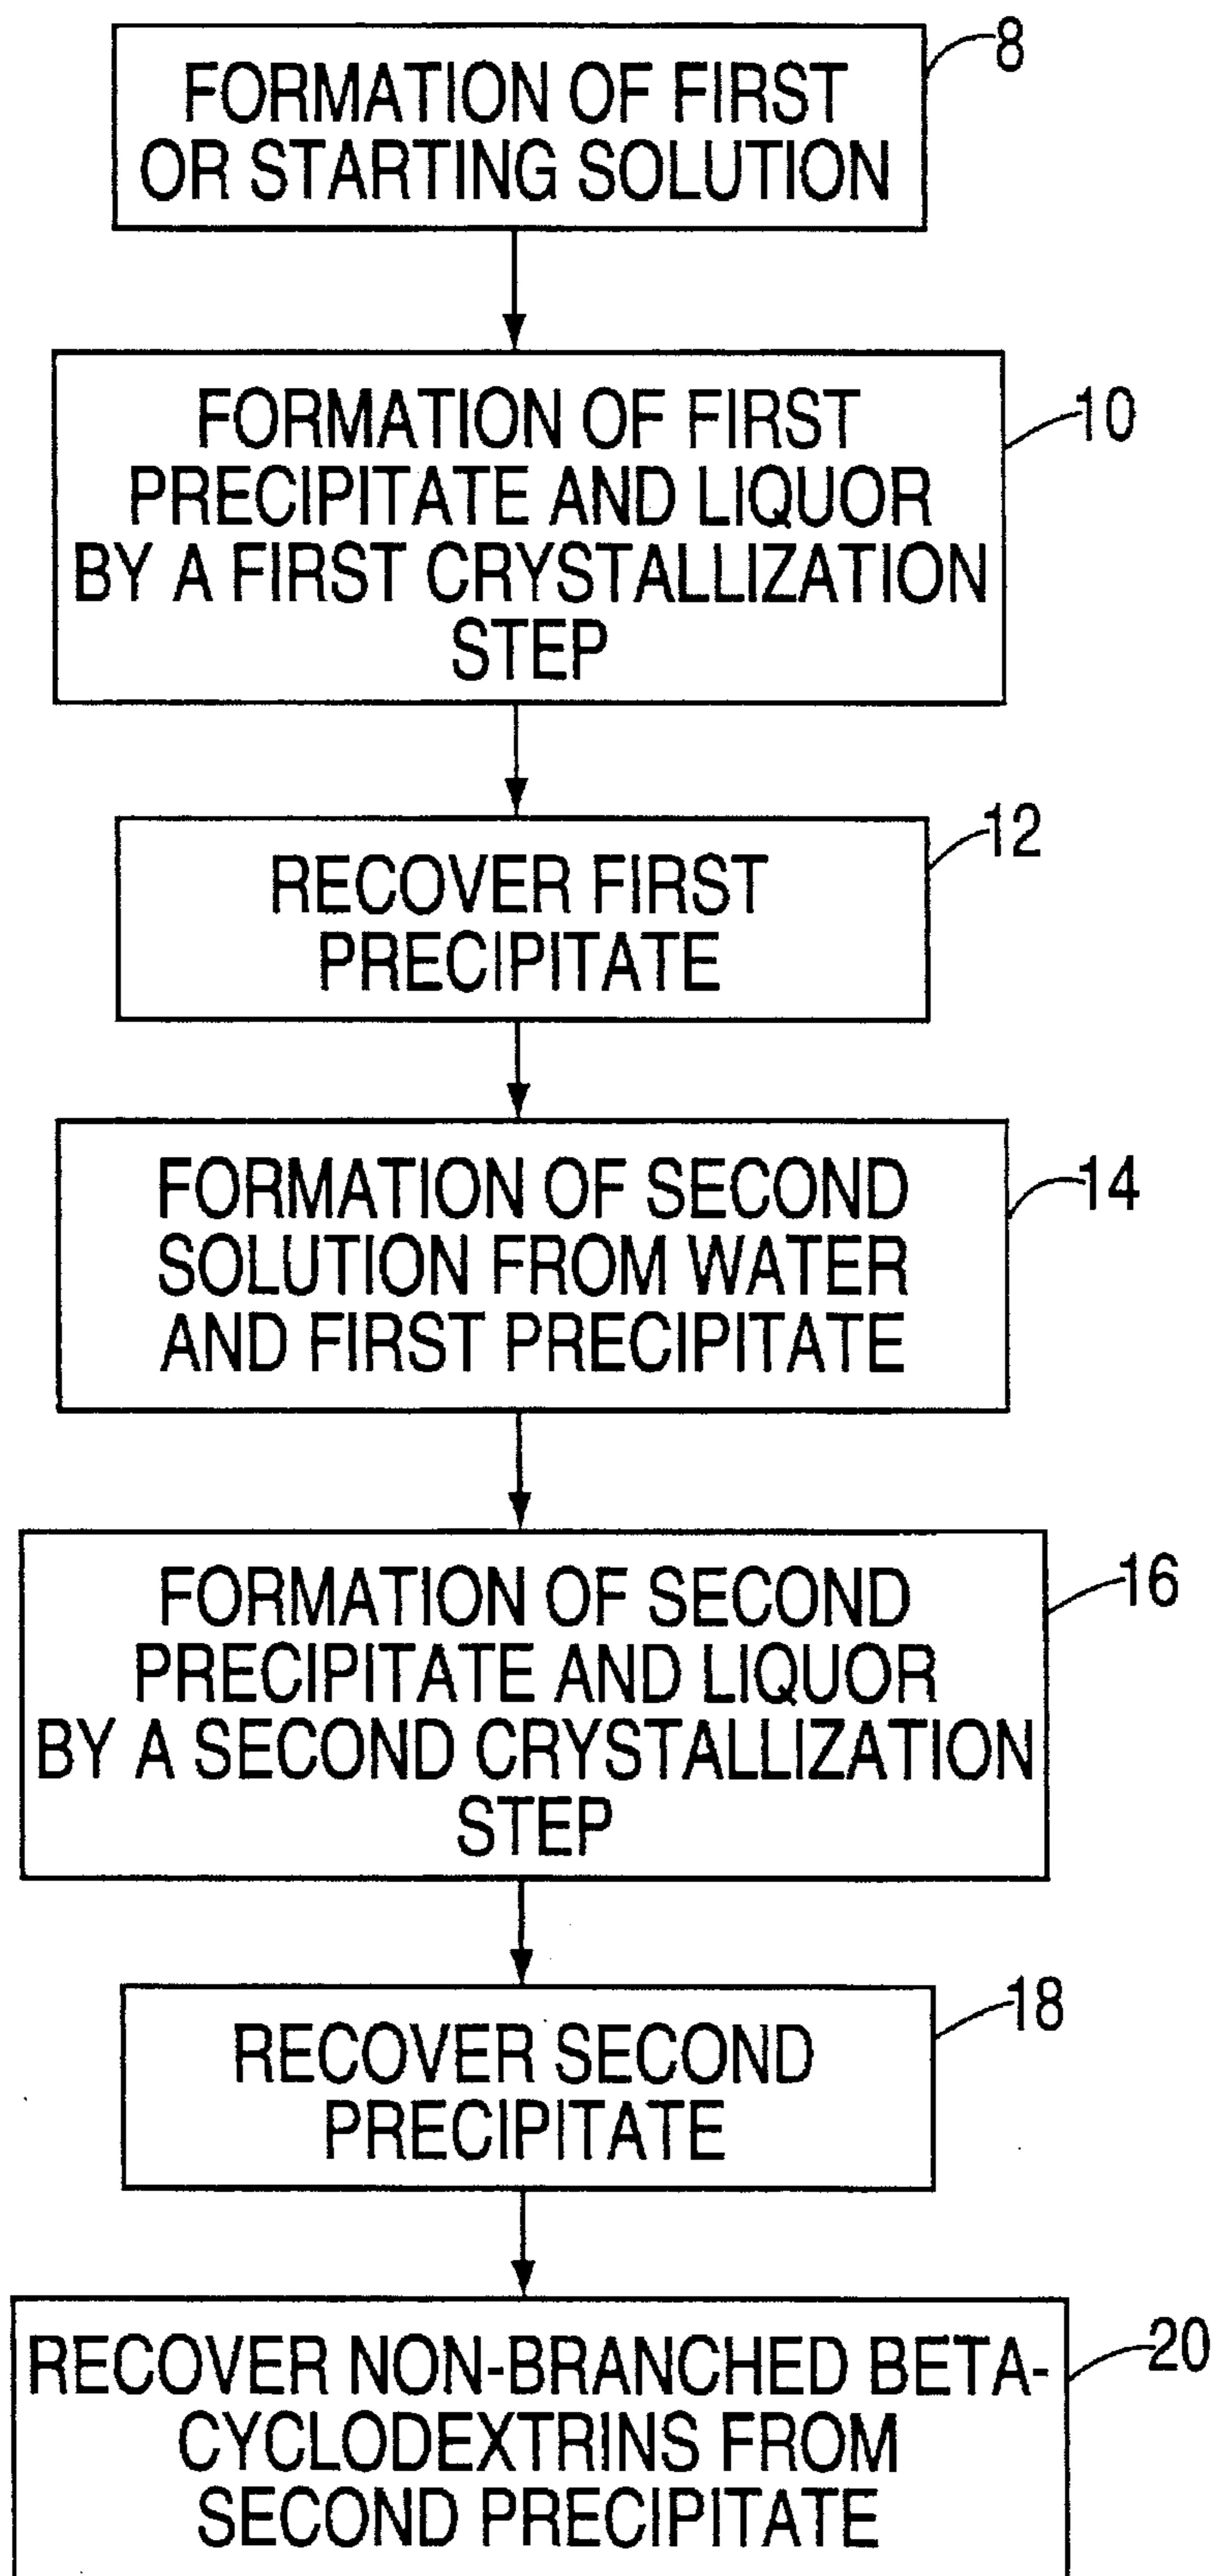 FORMATION OF FIRST
OR STARTING SOLUTION
8
FORMATION OF FIRST
PRECIPITATE AND LIQUOR
BY A FIRST CRYSTALLIZATION
STEP
10
RECOVER FIRST
PRECIPITATE
12
FORMATION OF SECOND
SOLUTION FROM WATER
AND FIRST PRECIPITATE
14
FORMATION OF SECOND
PRECIPITATE AND LIQUOR
BY A SECOND CRYSTALLIZATION
STEP
16
RECOVER SECOND
PRECIPITATE
18
RECOVER NON-BRANCHED BETA-
CYCLODEXTRINS FROM
SECOND PRECIPITATE
20